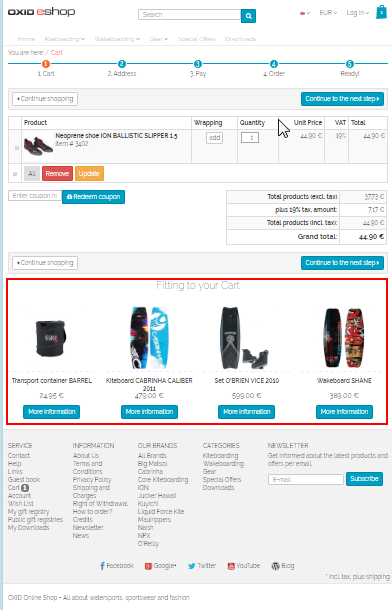 OXID eshop
Search
EUR
Log in
1
Home Kiteboarding Wakeboarding Gear Special Offers Downloads
You are here: / Cart
1 2 3 4 5
1. Cart 2. Address 3. Pay 4. Order Ready!
Continue shopping
Continue to the next step
Product Wrapping Quantity Unit Price VAT Total
Neoprene shoe ION BALLISTIC SLIPPER 1.5 add 1 44,90 € 19% 44,90 €
Item # 3402
All Remove Update
Enter coupon n
Redeem coupon
Total products (excl. tax) 37,73 €
plus 19% tax, amount: 7,17 €
Total products (incl. tax): 44,90 €
Grand total: 44,90 €
Continue shopping
Continue to the next step
Fitting to your Cart
Transport container BARREL
24,95 €
More information
Kiteboard CABRINHA CALIBER
2011
479,00 €
More information
Set O'BRIEN VICE 2010
599,00 €
More information
Wakeboard SHANE
389,00 €
More information
SERVICE
Contact
Help
Links
Guest book
Cart 1
Account
Wish List
My gift registry
Public gift registries
My Downloads
INFORMATION
About Us
Terms and
Conditions
Privacy Policy
Shipping and
Charges
Right of Withdrawal
How to order?
Credits
Newsletter
News
OUR BRANDS
All Brands
Big Matsol
Cabrinha
Core Kiteboarding
ION
Jucker Hawaii
Kuyichi
Liquid Force Kite
Mauirippers
Naish
NPX
O'Reilly
CATEGORIES
Kiteboarding
Wakeboarding
Gear
Special Offers
Downloads
NEWSLETTER
Get informed about the latest products and
offers per email.
E-mail
Subscribe
Facebook Google+ Twitter YouTube Blog
* incl. tax, plus shipping
OXID Online Shop - All about watersports, sportswear and fashion